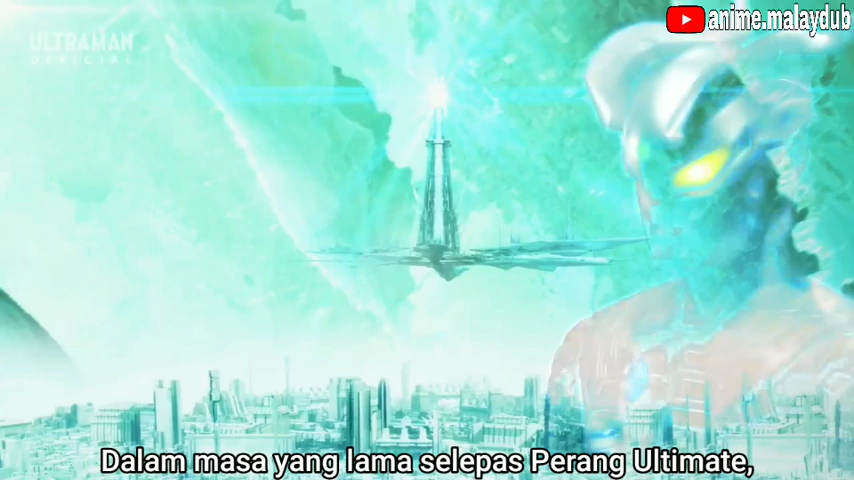 ULTRAMAN
OFFICIAL
anime.malaydub
Dalam masa yang lama selepas Perang Ultimate,